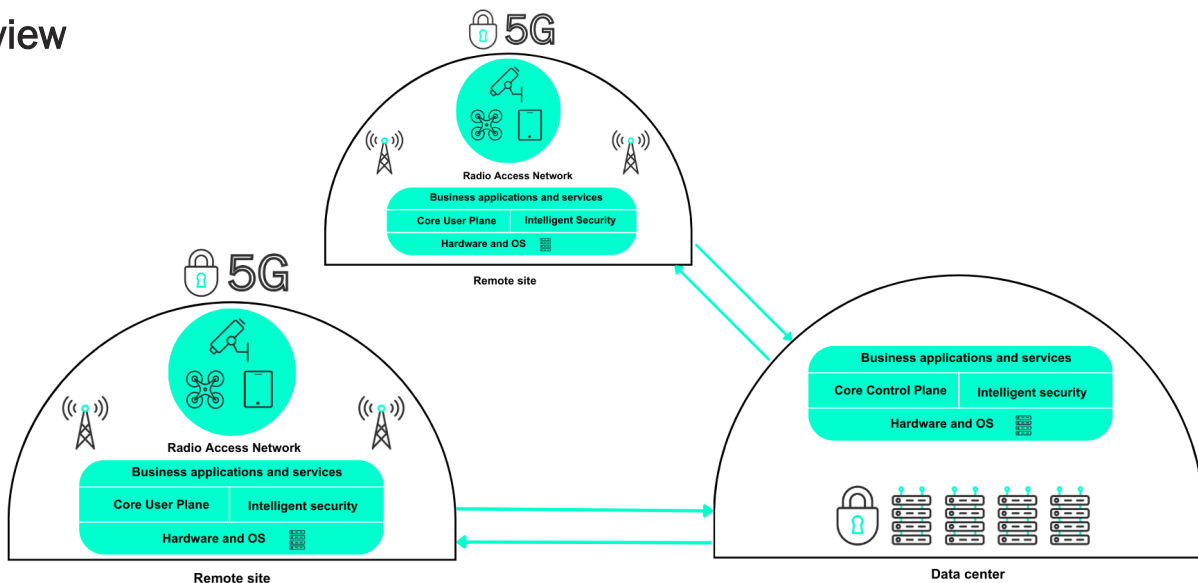 view
5G
Radio Access Network
Business applications and services
Core User Plane
Intelligent Security
Hardware and OS
Remote site
5G
Radio Access Network
Business applications and services
Core User Plane
Intelligent security
Hardware and OS
Remote site
Business applications and services
Core Control Plane
Intelligent security
Hardware and OS
Data center